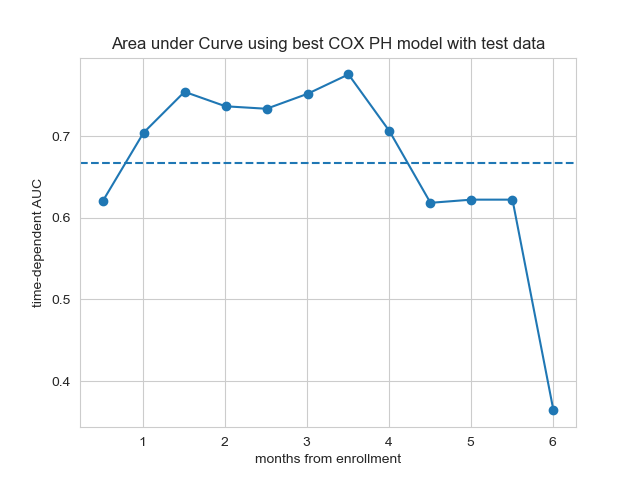 Area under Curve using best COX PH model with test data
time-dependent AUC
0.7
0.6
0.5
0.4
1 2 3 4 5 6
months from enrollment